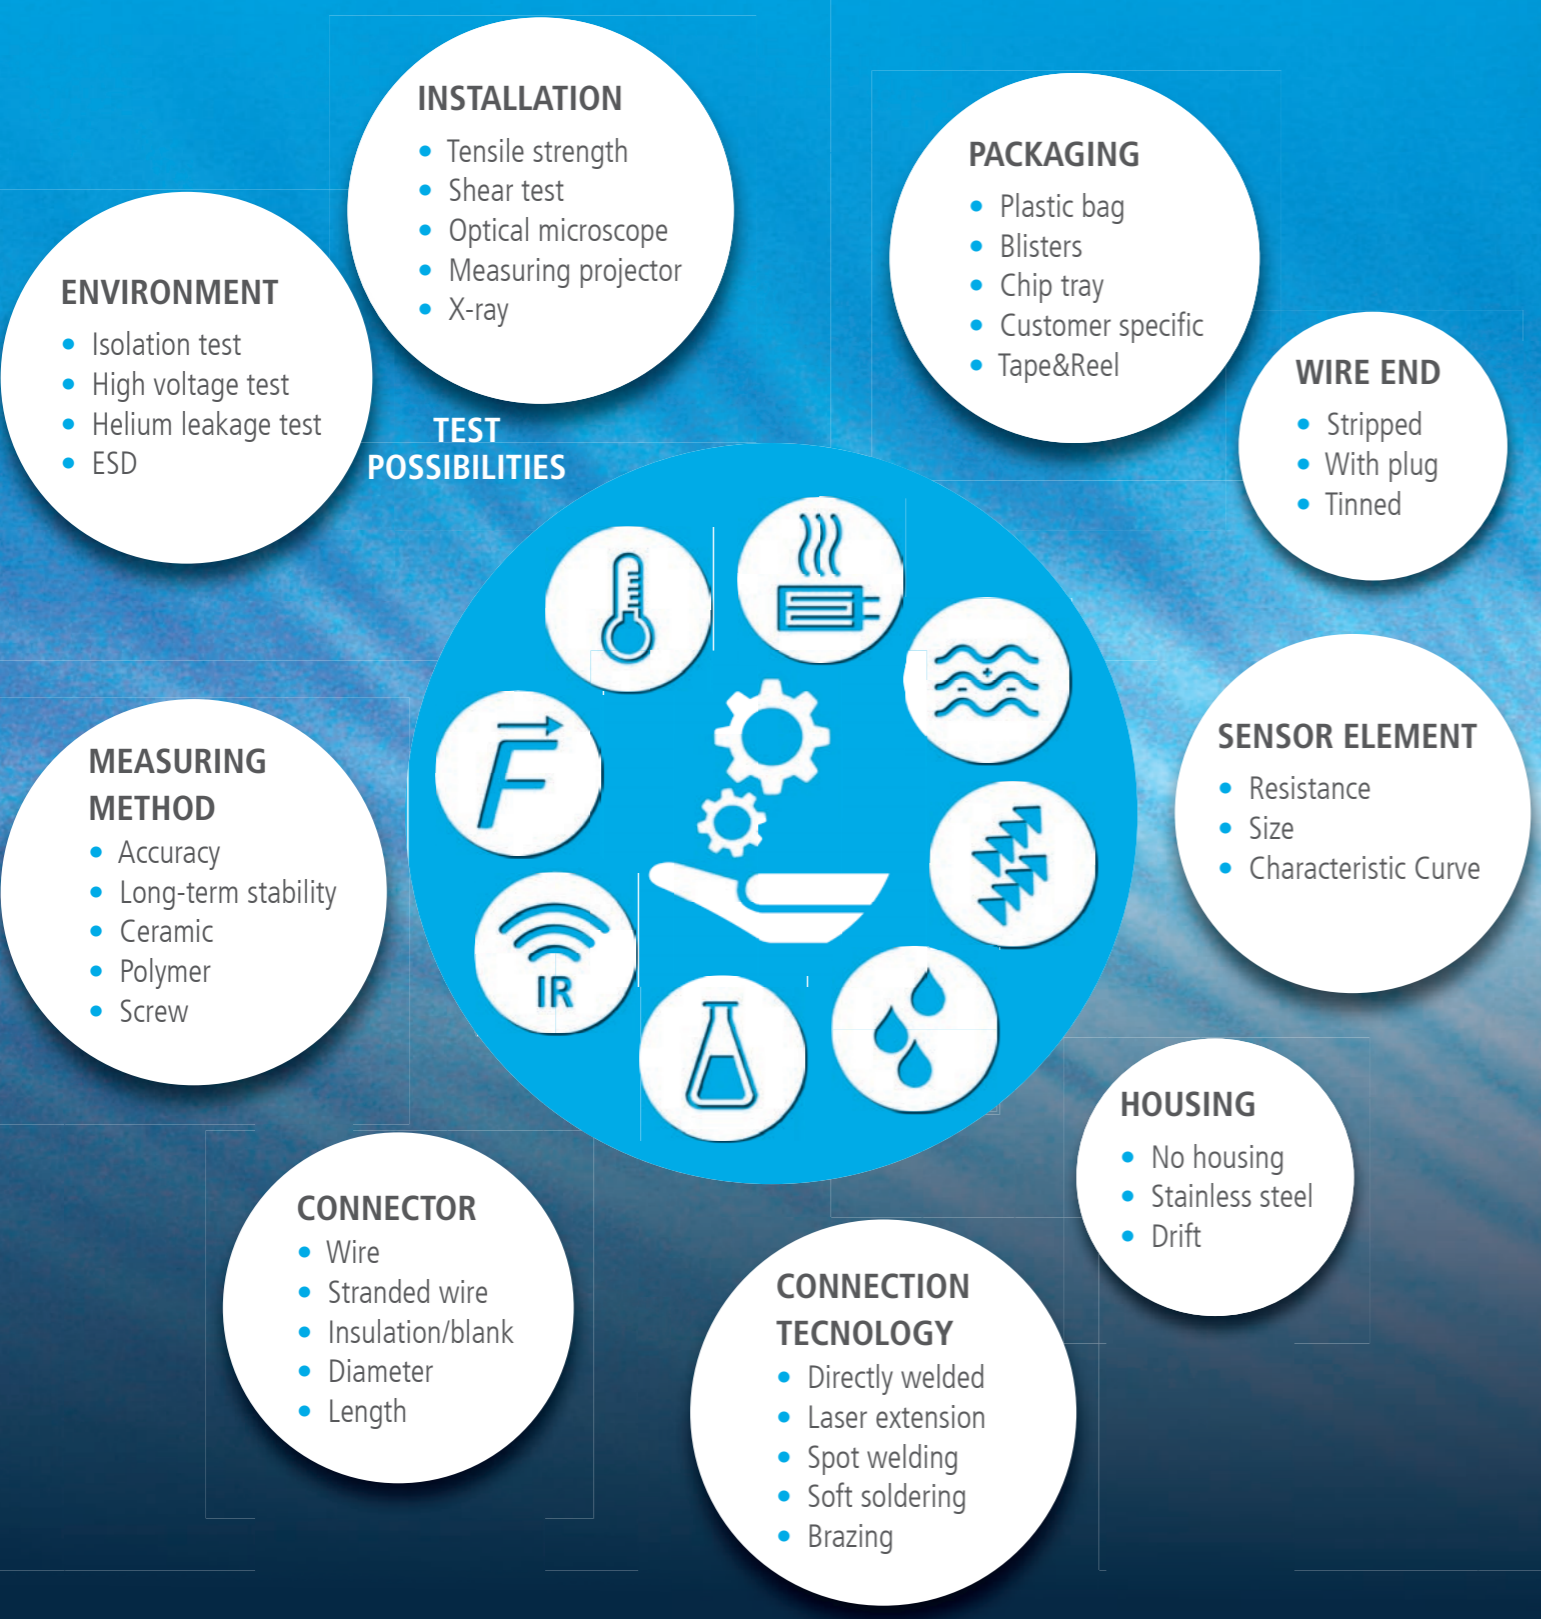 INSTALLATION
Tensile strength
Shear test
Optical microscope
Measuring projector
X-ray
PACKAGING
Plastic bag
Blisters
Chip tray
Customer specific
Tape&Reel
ENVIRONMENT
Isolation test
High voltage test
Helium leakage test
ESD
WIRE END
Stripped
With plug
Tinned
TEST
POSSIBILITIES
SENSOR ELEMENT
Resistance
Size
Characteristic Curve
MEASURING
METHOD
Accuracy
Long-term stability
Ceramic
Polymer
Screw
F
IR
HOUSING
No housing
Stainless steel
Drift
CONNECTOR
Wire
Stranded wire
Insulation/blank
Diameter
Length
CONNECTION
TECNOLOGY
Directly welded
Laser extension
Spot welding
Soft soldering
Brazing